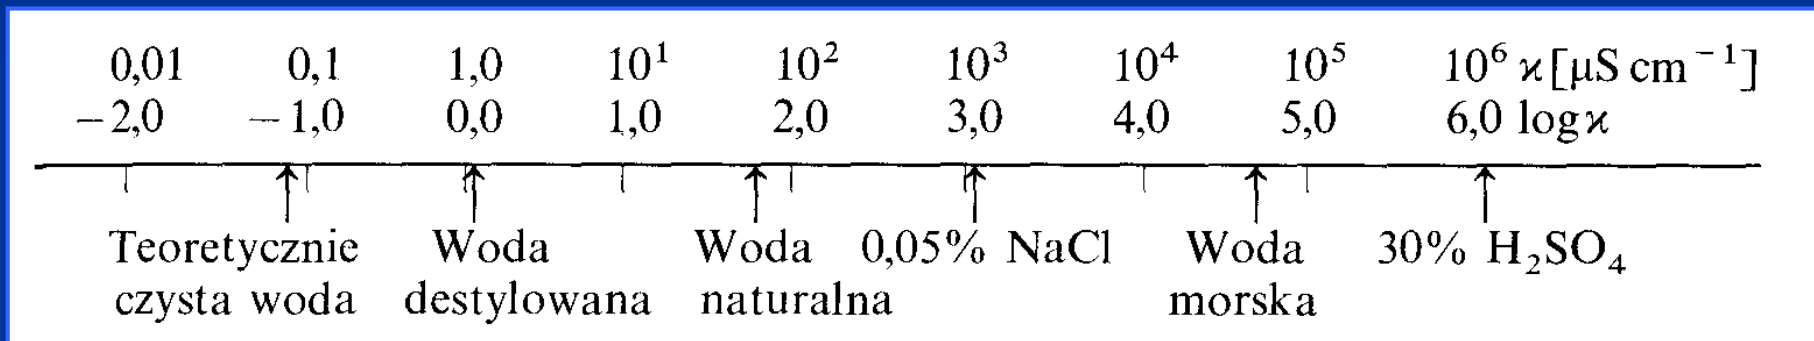 0,01 0,1 1,0 10¹ 10² 10³ 10⁴ 10⁵ 10⁶ ϰ [µS cm⁻¹]
−2,0 −1,0 0,0 1,0 2,0 3,0 4,0 5,0 6,0 log ϰ
Teoretycznie Woda Woda 0,05% NaCl Woda 30% H₂SO₄
czysta woda destylowana naturalna morska